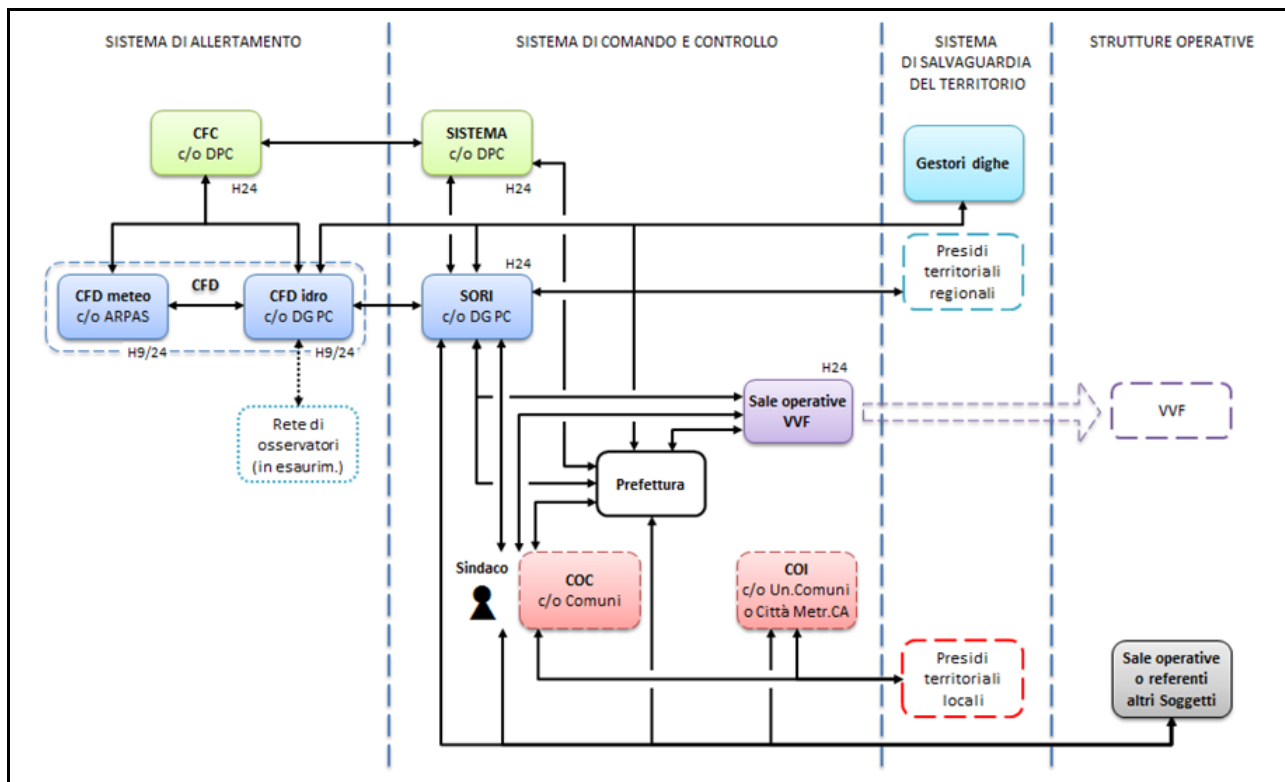 SISTEMA DI ALLERTAMENTO
SISTEMA DI COMANDO E CONTROLLO
SISTEMA
DI SALVAGUARDIA
DEL TERRITORIO
STRUTTURE OPERATIVE
CFC
c/o DPC
H24
SISTEMA
c/o DPC
H24
Gestori dighe
Presidi
territoriali
regionali
CFD meteo
c/o ARPAS
H9/24
CFD
CFD idro
c/o DG PC
H9/24
H24
SORI
c/o DG PC
Rete di
osservatori
(in esaurim.)
H24
Sale operative
VVF
VVF
Prefettura
Sindaco
COC
c/o Comuni
COI
c/o Un.Comuni
o Città Metr.CA
Presidi
territoriali
locali
Sale operative
o referenti
altri Soggetti